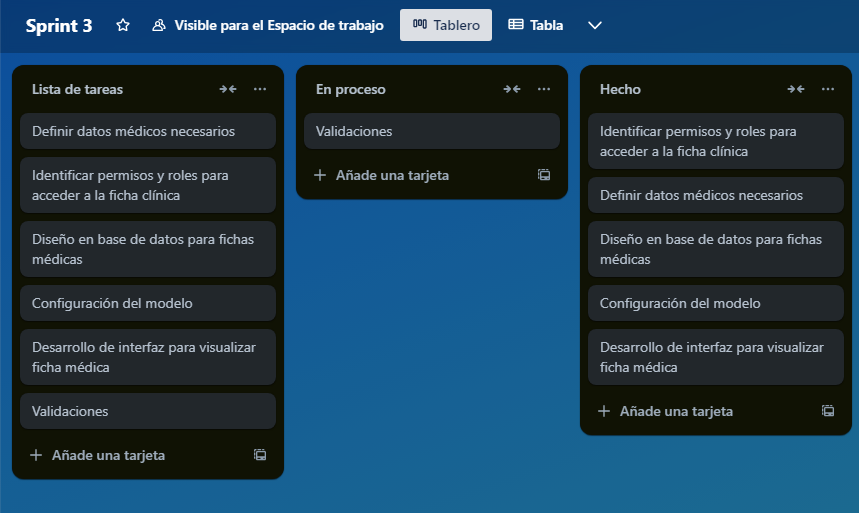 Sprint 3
Visible para el Espacio de trabajo
Tablero
Tabla
Lista de tareas
Definir datos médicos necesarios
Identificar permisos y roles para
acceder a la ficha clínica
Diseño en base de datos para fichas
médicas
Configuración del modelo
Desarrollo de interfaz para visualizar
ficha médica
Validaciones
Añade una tarjeta
En proceso
Validaciones
Añade una tarjeta
Hecho
Identificar permisos y roles para
acceder a la ficha clínica
Definir datos médicos necesarios
Diseño en base de datos para fichas
médicas
Configuración del modelo
Desarrollo de interfaz para visualizar
ficha médica
Añade una tarjeta